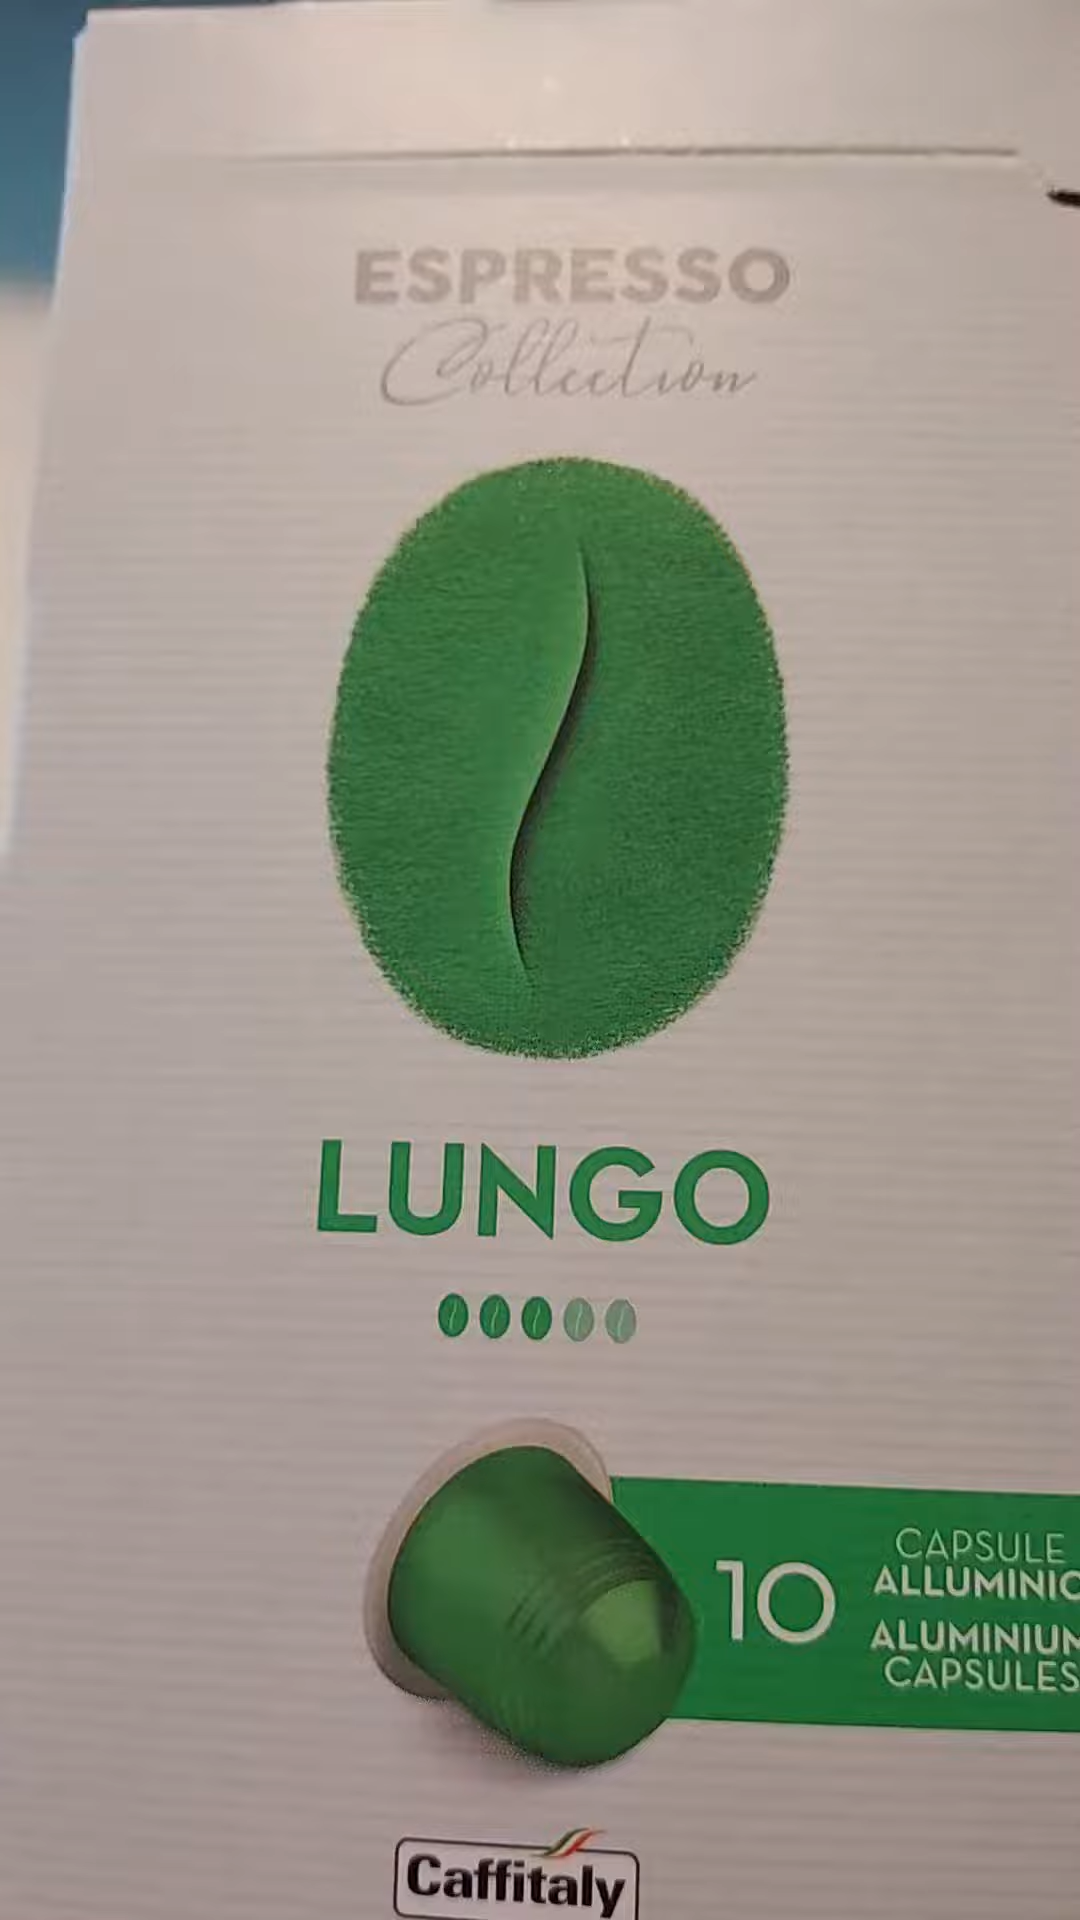 ESPRESSO
Collection
LUNGO
10
CAPSULE
ALLUMINIO
ALUMINIUM
CAPSULES
Caffitaly